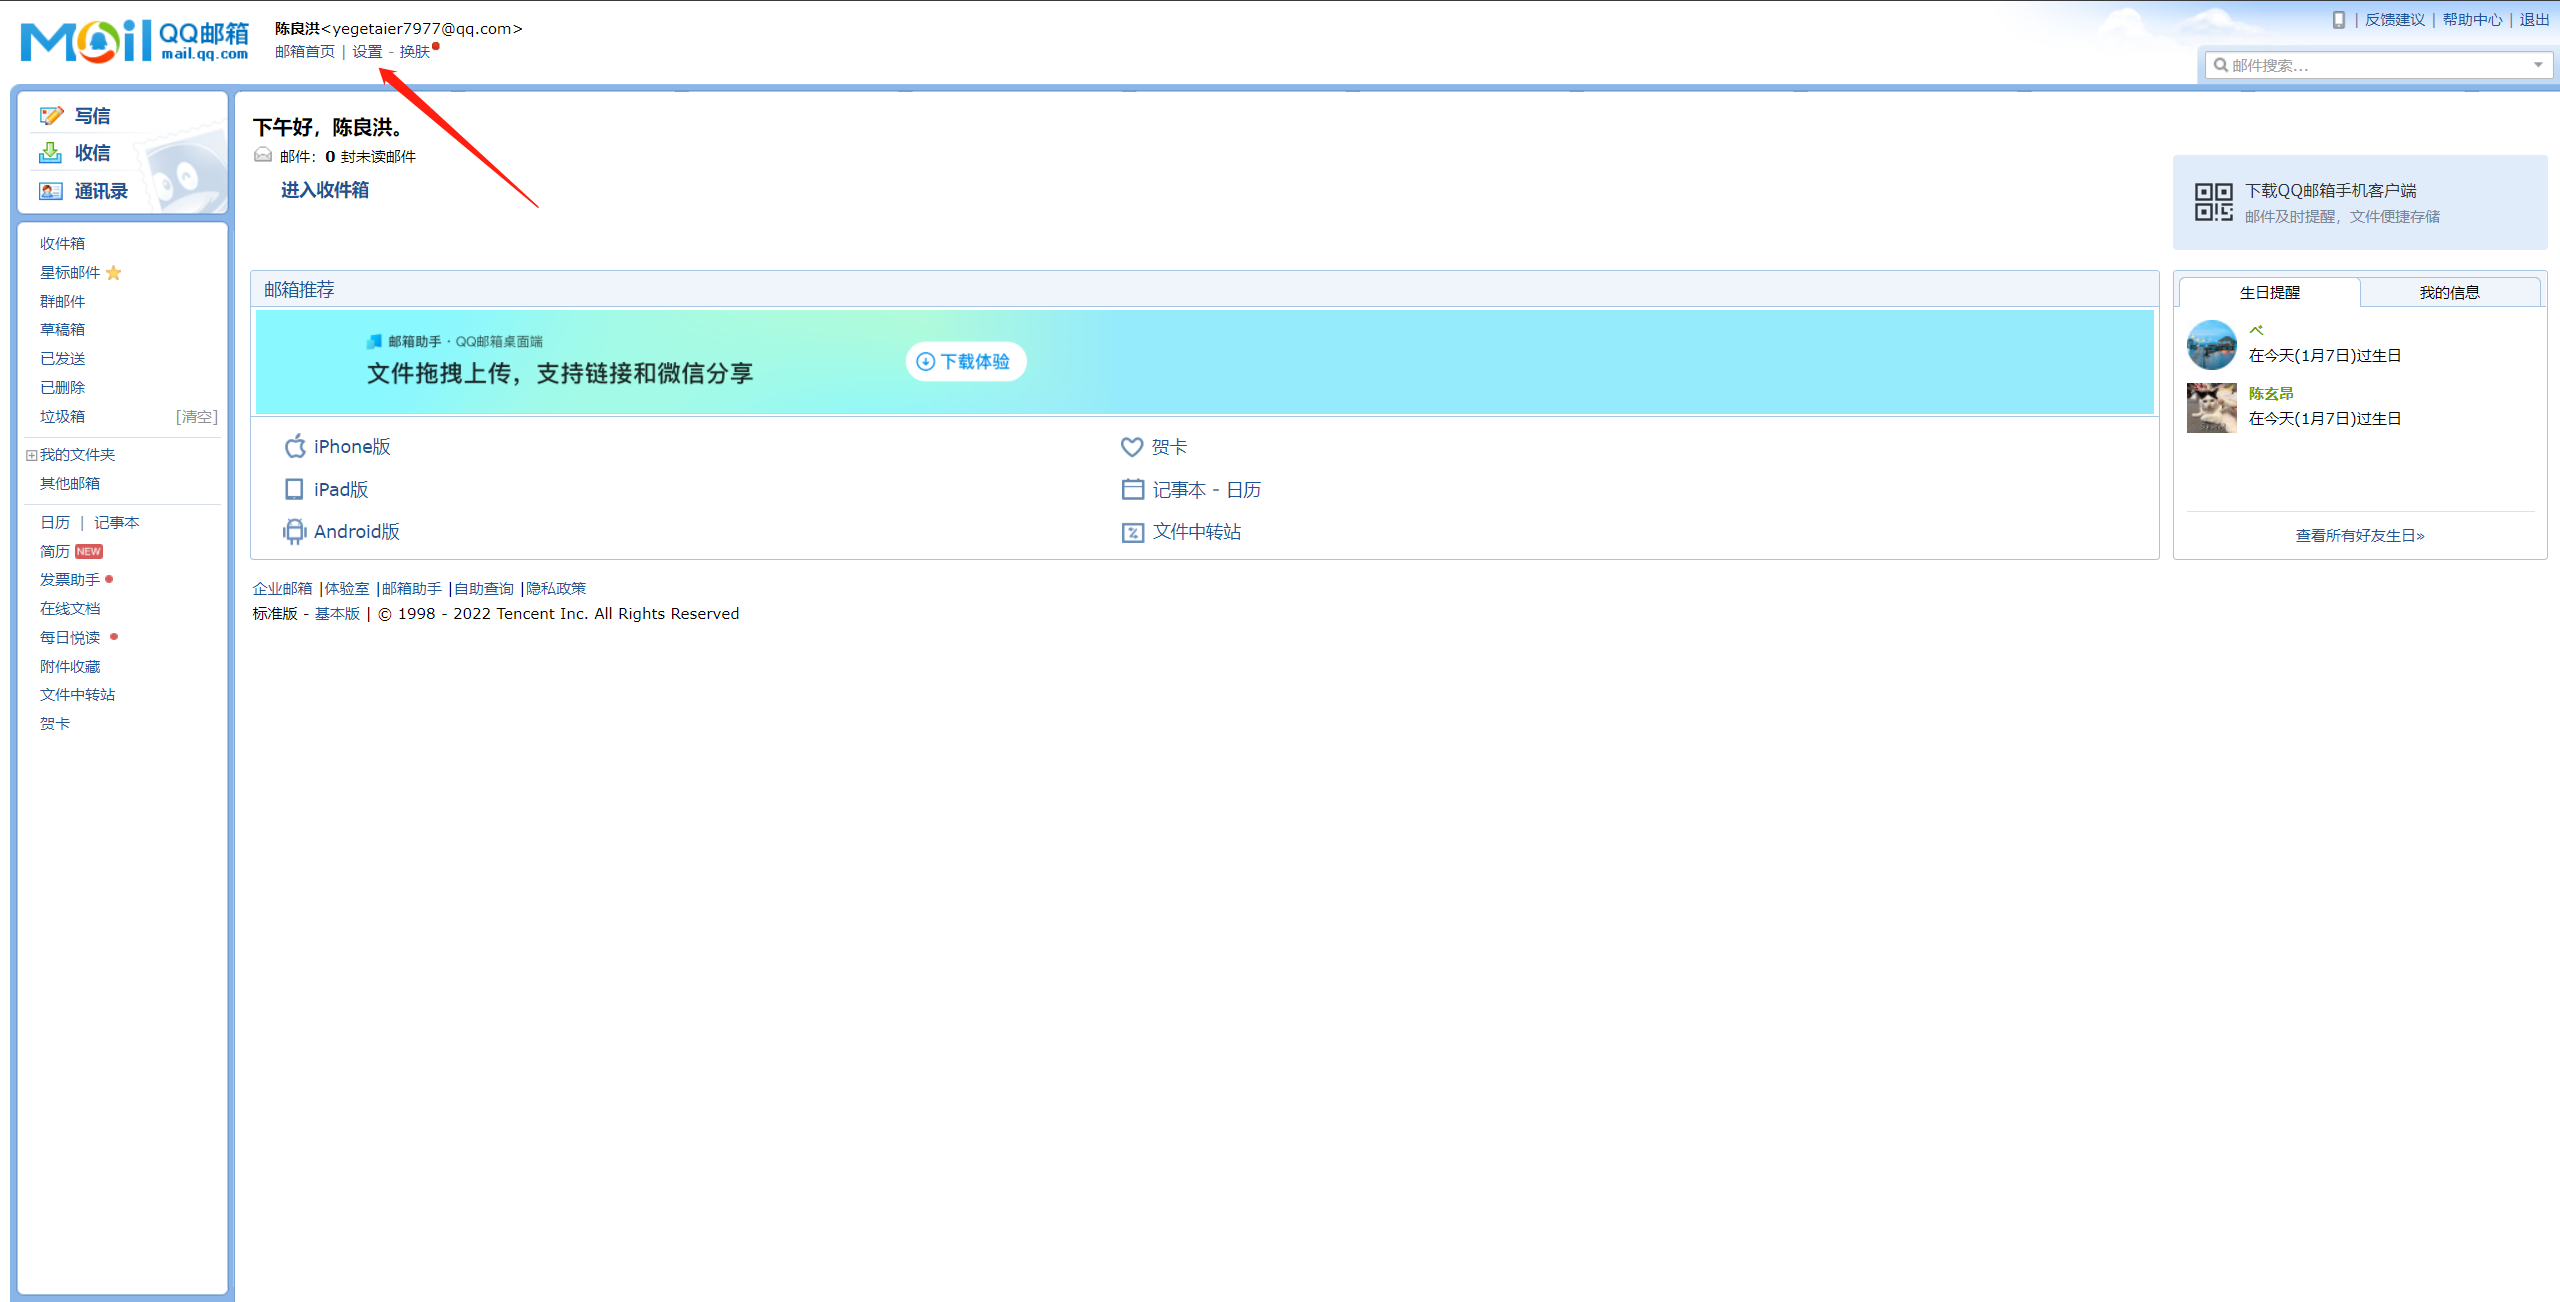 Mail QQ邮箱
mail.qq.com
陈良洪<yegetaier7977@qq.com>
邮箱首页 | 设置 - 换肤
| 反馈建议 | 帮助中心 | 退出
邮件搜索...
写信
收信
通讯录
收件箱
星标邮件
群邮件
草稿箱
已发送
已删除
垃圾箱 [清空]
我的文件夹
其他邮箱
日历 | 记事本
简历 NEW
发票助手
在线文档
每日悦读
附件收藏
文件中转站
贺卡
下午好，陈良洪。
邮件：0 封未读邮件
进入收件箱
下载QQ邮箱手机客户端
邮件及时提醒，文件便捷存储
邮箱推荐
邮箱助手 · QQ邮箱桌面端
文件拖拽上传，支持链接和微信分享
下载体验
iPhone版
贺卡
iPad版
记事本 - 日历
Android版
文件中转站
生日提醒
我的信息
ぺ
在今天(1月7日)过生日
陈玄昂
在今天(1月7日)过生日
查看所有好友生日»
企业邮箱 |体验室 |邮箱助手 |自助查询 |隐私政策
标准版 - 基本版 | © 1998 - 2022 Tencent Inc. All Rights Reserved